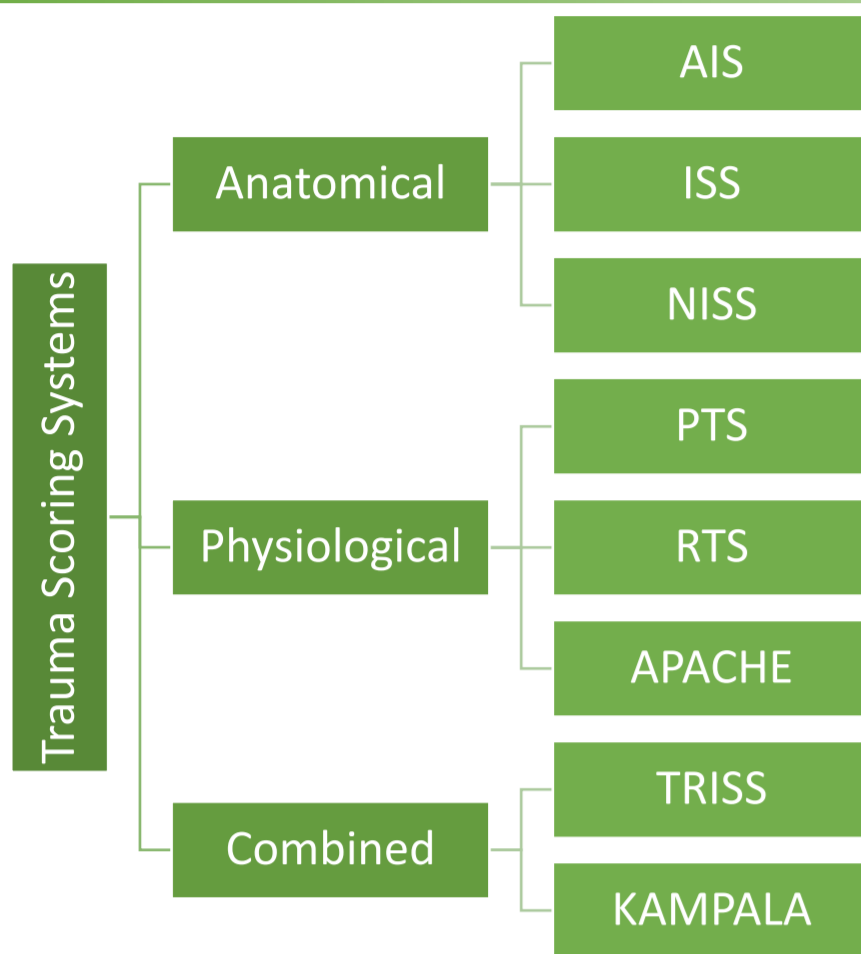 Trauma Scoring Systems
Anatomical
AIS
ISS
NISS
Physiological
PTS
RTS
APACHE
Combined
TRISS
KAMPALA